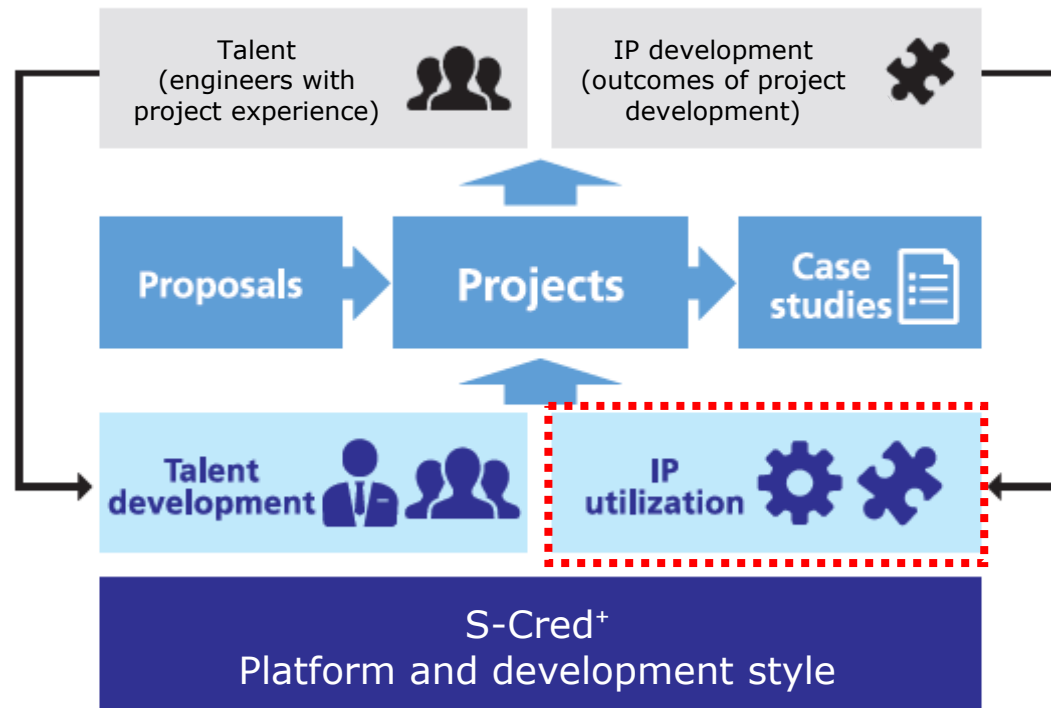 Talent
(engineers with
project experience)
IP development
(outcomes of project
development)
Proposals
Projects
Case
studies
Talent
development
IP
utilization
S-Cred⁺
Platform and development style